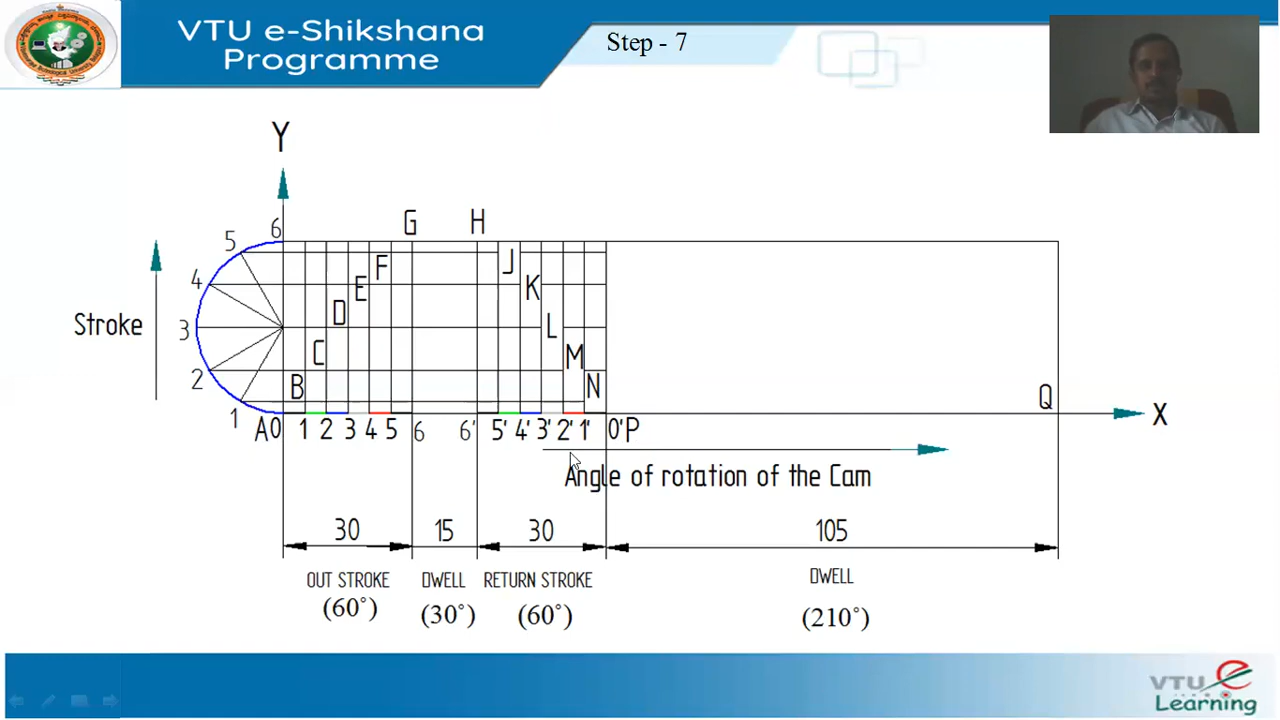 VTU e-Shikshana
Programme
Step - 7
Y
G H
6
5
J
F
4
E K
D
Stroke
3
L
C
M
2
B
N
Q
1
A0 1 2 3 4 5 6 6' 5' 4' 3' 2' 1' 0'P
X
Angle of rotation of the Cam
30 15 30 105
OUT STROKE DWELL RETURN STROKE DWELL
(60°) (30°) (60°) (210°)
VTU e
Learning